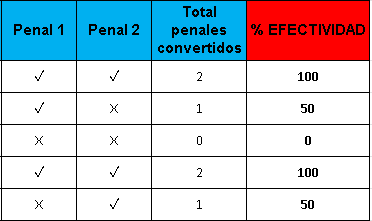 Penal 1 Penal 2 Total penales convertidos % EFECTIVIDAD
✓ ✓ 2 100
✓ X 1 50
X X 0 0
✓ ✓ 2 100
X ✓ 1 50